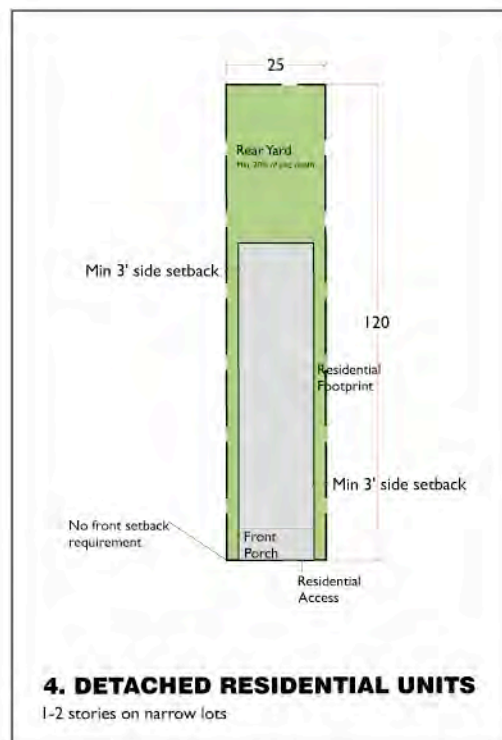 25
Rear Yard
Min 3' side setback
120
Residential
Footprint
Min 3' side setback
No front setback
requirement
Front
Porch
Residential
Access
4. DETACHED RESIDENTIAL UNITS
1-2 stories on narrow lots